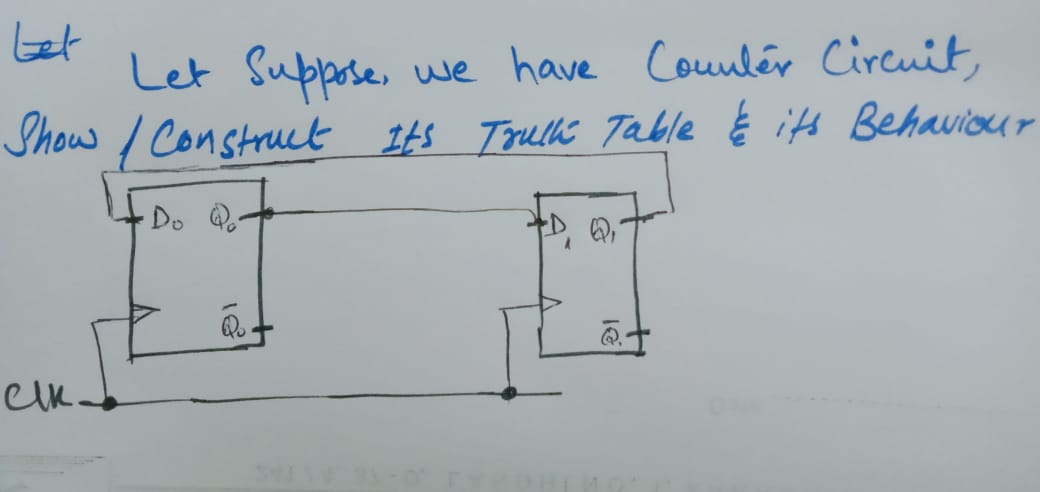 Let
Let Suppose, we have Counter Circuit,
Show / Construct Its Truth Table & its Behaviour
D₀ Q₀ D₁ Q₁
Q̅₀ Q̅₁
Clk